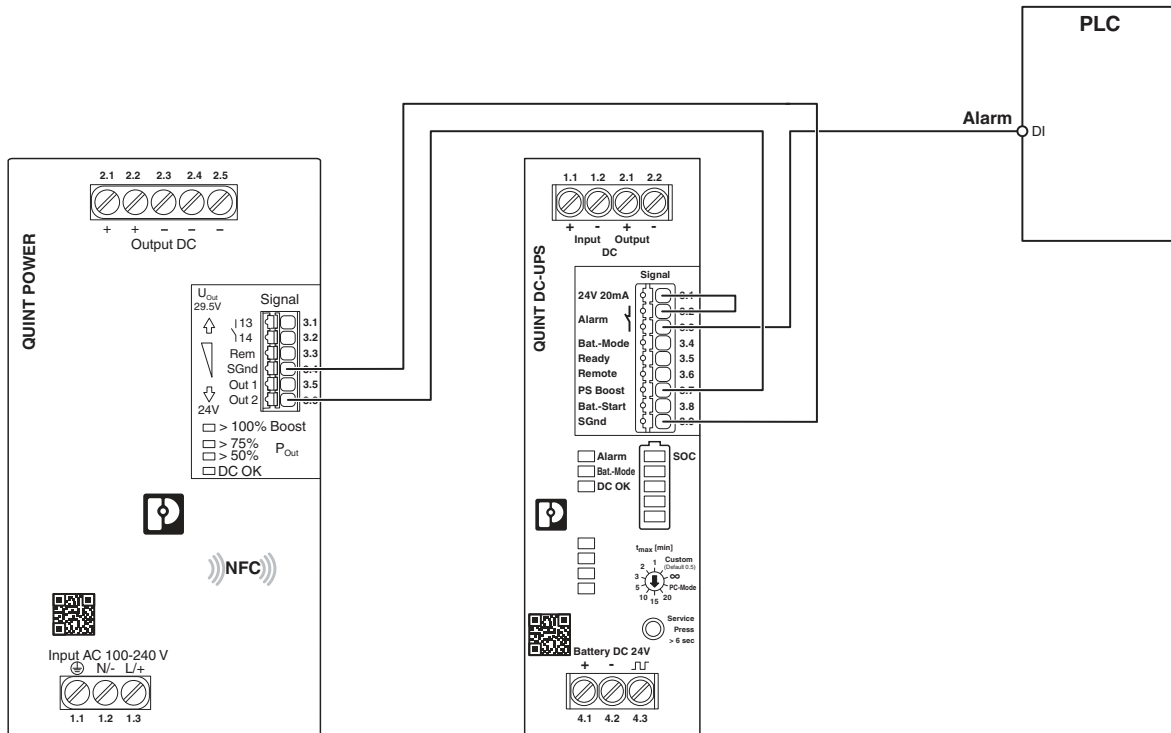 PLC
Alarm
DI
QUINT POWER
2.1 2.2 2.3 2.4 2.5
+ + – – –
Output DC
UOut
29.5V
24V
Signal
13 3.1
14 3.2
Rem 3.3
SGnd
Out 1 3.5
Out 2
> 100% Boost
> 75%
> 50%
POut
DC OK
NFC
Input AC 100-240 V
N/- L/+
1.1 1.2 1.3
QUINT DC-UPS
1.1 1.2 2.1 2.2
+ - + -
Input Output
DC
Signal
24V 20mA
Alarm
Bat.-Mode 3.4
Ready 3.5
Remote 3.6
PS Boost
Bat.-Start 3.8
SGnd
Alarm
Bat.-Mode
DC OK
SOC
tmax [min]
1 Custom
(Default 0.5)
2
3 ∞
5 PC-Mode
10 15 20
Service
Press
> 6 sec
Battery DC 24V
+ -
4.1 4.2 4.3